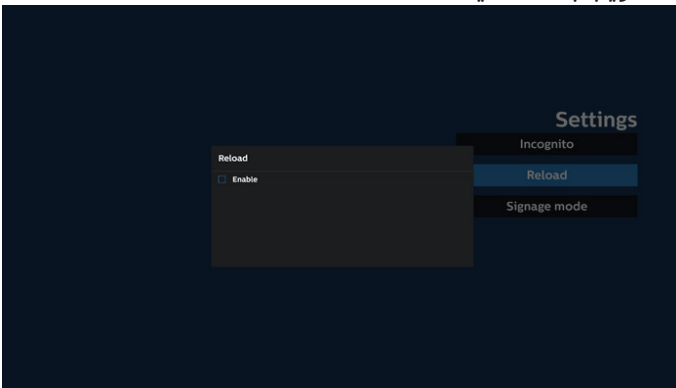 Settings
Incognito
Reload
Signage mode
Reload
Enable